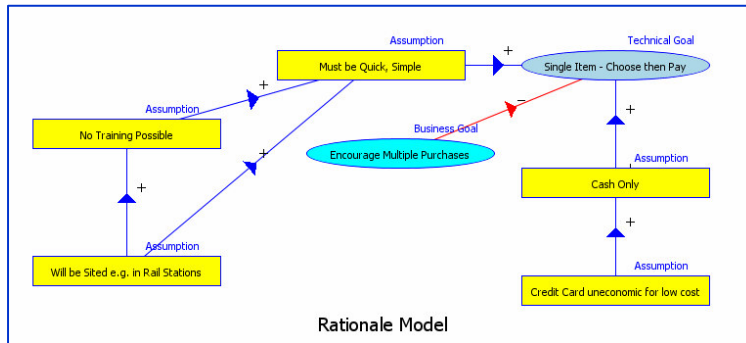 Assumption
Technical Goal
Must be Quick, Simple
+
Single Item - Choose then Pay
+
Assumption
−
No Training Possible
Business Goal
+
+
Encourage Multiple Purchases
Assumption
+
Cash Only
Assumption
+
Will be Sited e.g. in Rail Stations
Assumption
Credit Card uneconomic for low cost
Rationale Model